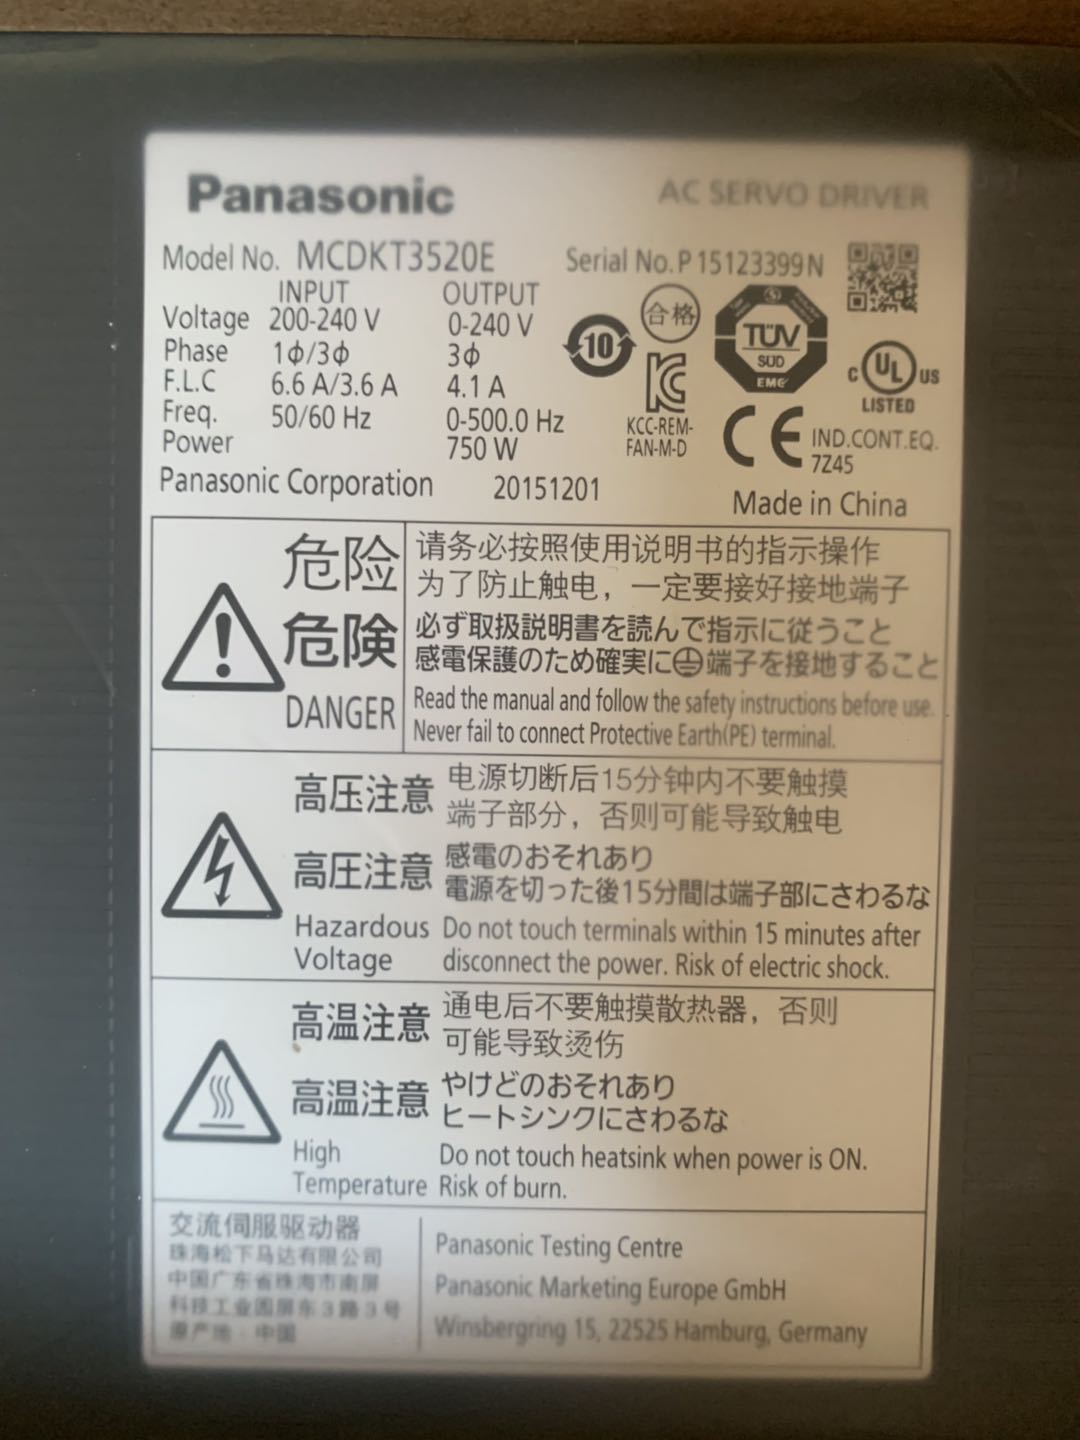 Panasonic
AC SERVO DRIVER
Model No. MCDKT3520E
Serial No. P15123399N
INPUT OUTPUT
Voltage 200-240 V 0-240 V
Phase 1ф/3ф 3ф
F.L.C 6.6 A/3.6 A 4.1 A
Freq. 50/60 Hz 0-500.0 Hz
Power 750 W
10
合格
KC
KCC-REM-
FAN-M-D
TÜV
SÜD
EMC
C UL US
LISTED
CE
IND.CONT.EQ.
7Z45
Panasonic Corporation 20151201
Made in China
危险
危険
DANGER
请务必按照使用说明书的指示操作
为了防止触电，一定要接好接地端子
必ず取扱説明書を読んで指示に従うこと
感電保護のため確実に端子を接地すること
Read the manual and follow the safety instructions before use.
Never fail to connect Protective Earth(PE) terminal.
高压注意
电源切断后15分钟内不要触摸
端子部分，否则可能导致触电
高圧注意
感電のおそれあり
電源を切った後15分間は端子部にさわるな
Hazardous
Voltage
Do not touch terminals within 15 minutes after
disconnect the power. Risk of electric shock.
高温注意
通电后不要触摸散热器，否则
可能导致烫伤
高温注意
やけどのおそれあり
ヒートシンクにさわるな
High
Temperature
Do not touch heatsink when power is ON.
Risk of burn.
交流伺服驱动器
珠海松下马达有限公司
中国广东省珠海市南屏
科技工业园屏东3路3号
原产地：中国
Panasonic Testing Centre
Panasonic Marketing Europe GmbH
Winsbergring 15, 22525 Hamburg, Germany